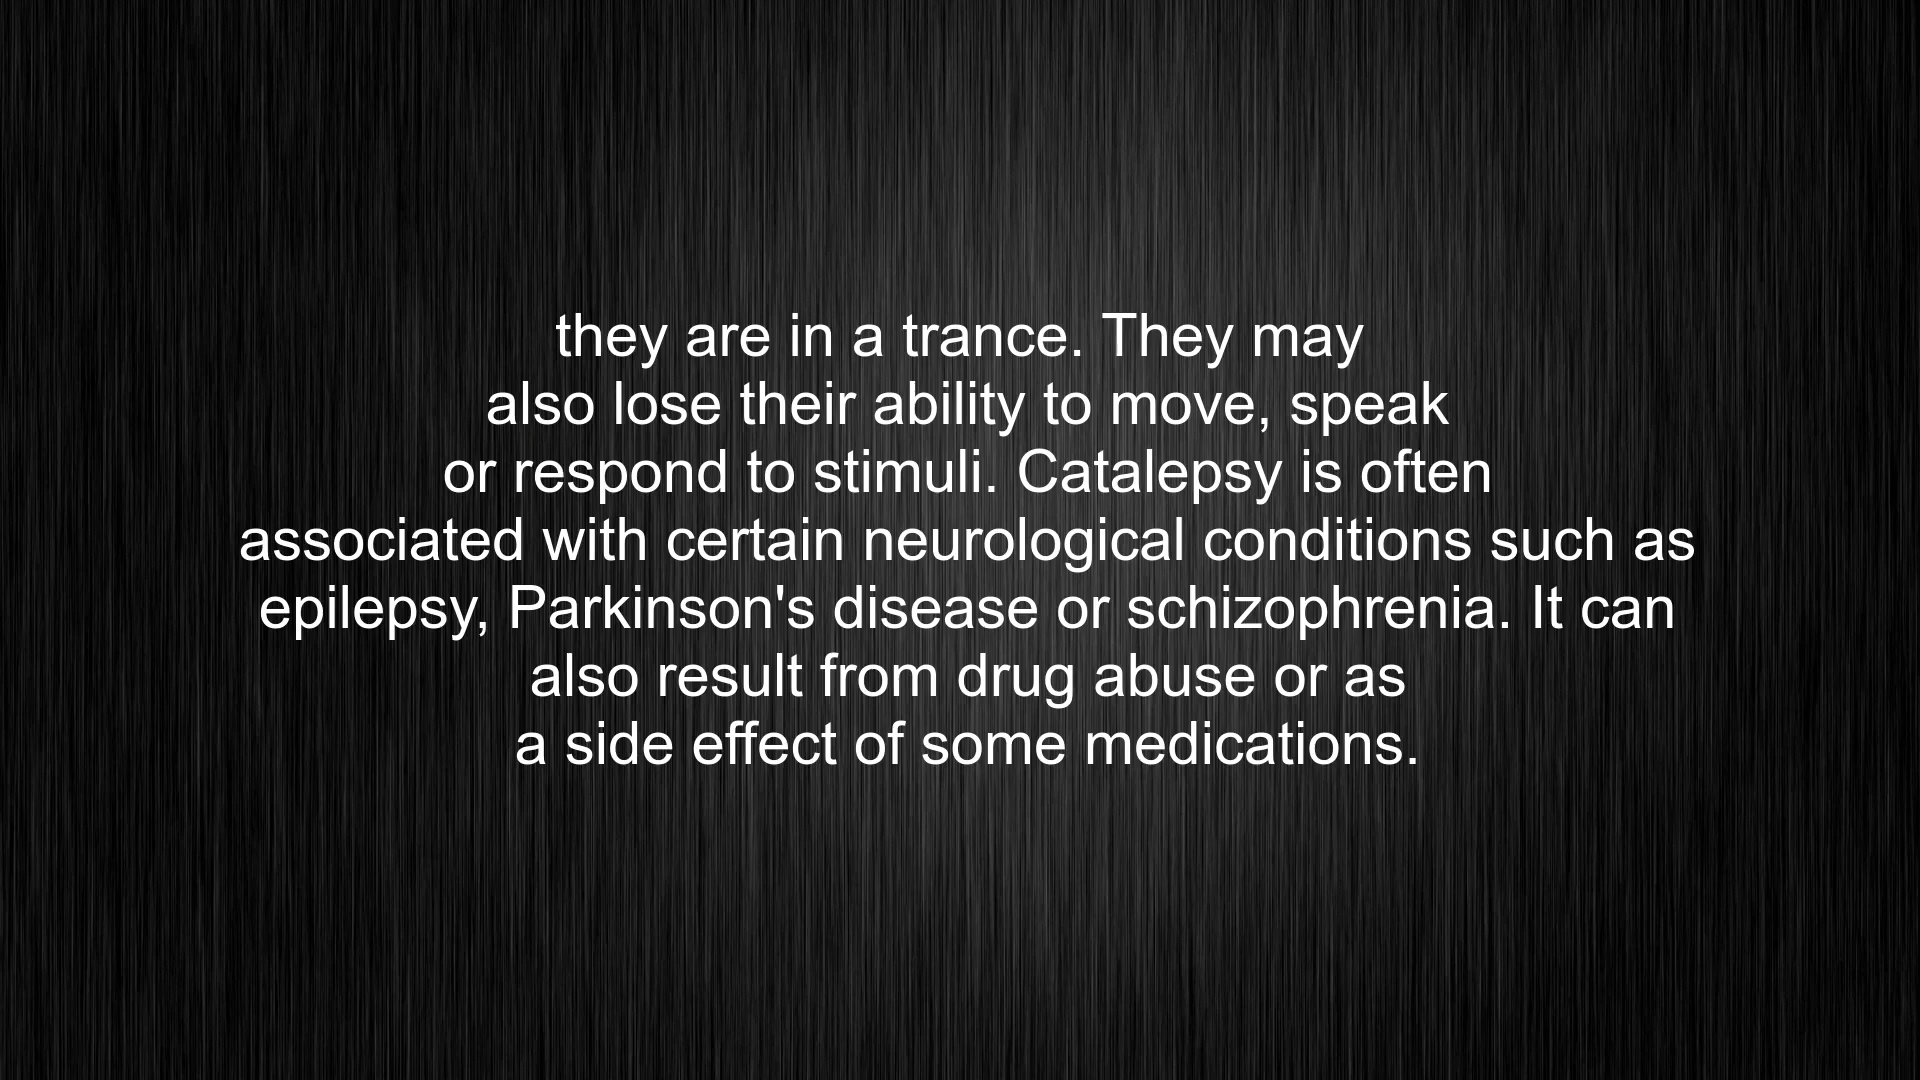 they are in a trance. They may
also lose their ability to move, speak
or respond to stimuli. Catalepsy is often
associated with certain neurological conditions such as
epilepsy, Parkinson's disease or schizophrenia. It can
also result from drug abuse or as
a side effect of some medications.